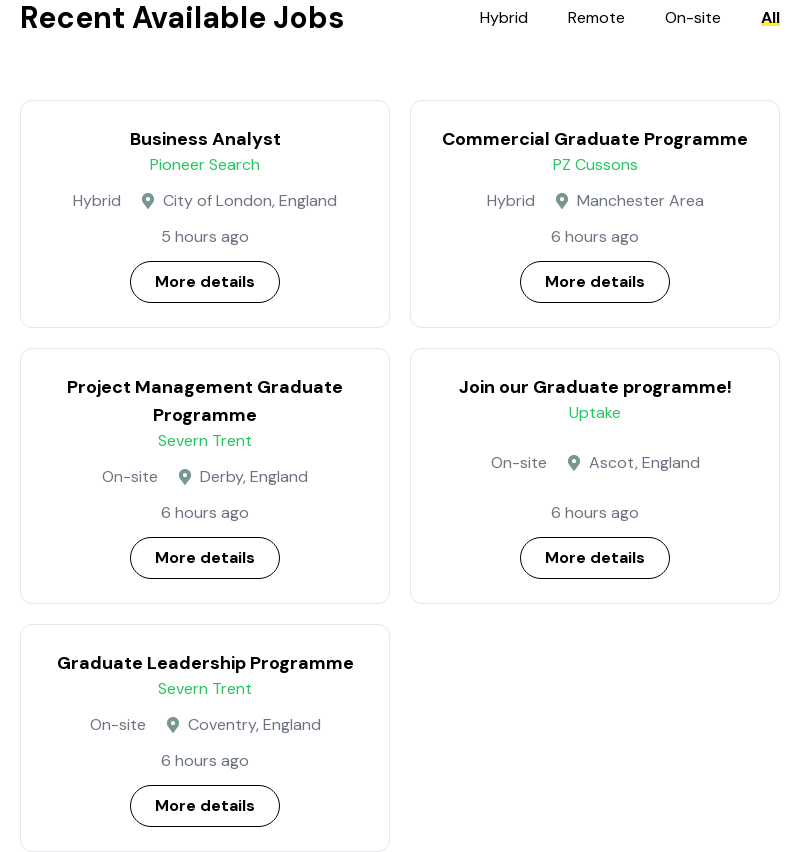 Recent Available Jobs
Hybrid Remote On-site All
Business Analyst
Pioneer Search
Hybrid City of London, England
5 hours ago
More details
Commercial Graduate Programme
PZ Cussons
Hybrid Manchester Area
6 hours ago
More details
Project Management Graduate
Programme
Severn Trent
On-site Derby, England
6 hours ago
More details
Join our Graduate programme!
Uptake
On-site Ascot, England
6 hours ago
More details
Graduate Leadership Programme
Severn Trent
On-site Coventry, England
6 hours ago
More details